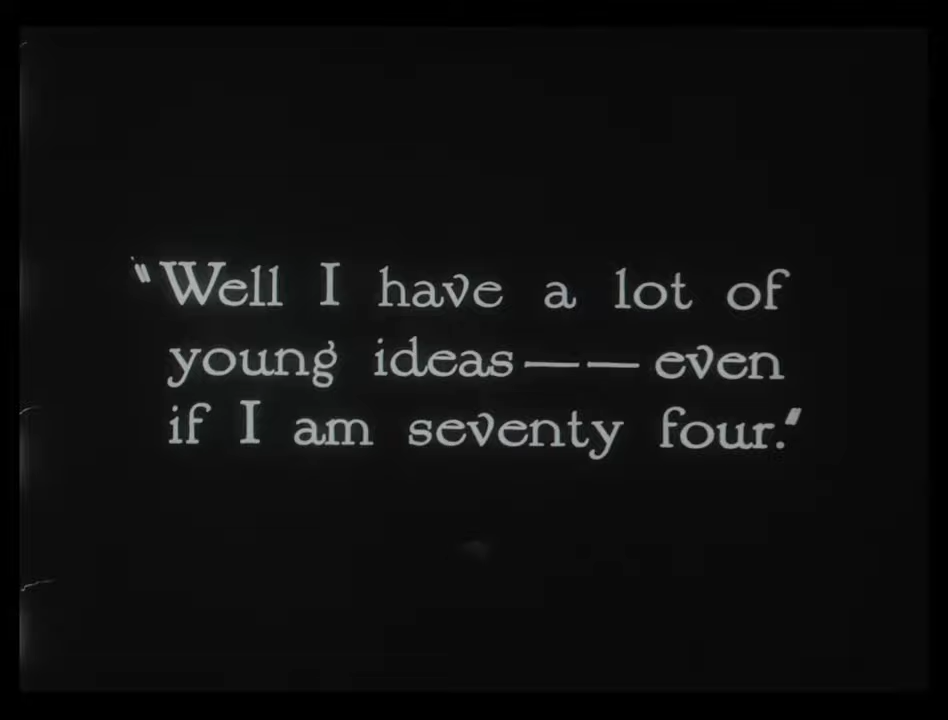 "Well I have a lot of
young ideas — — even
if I am seventy four."